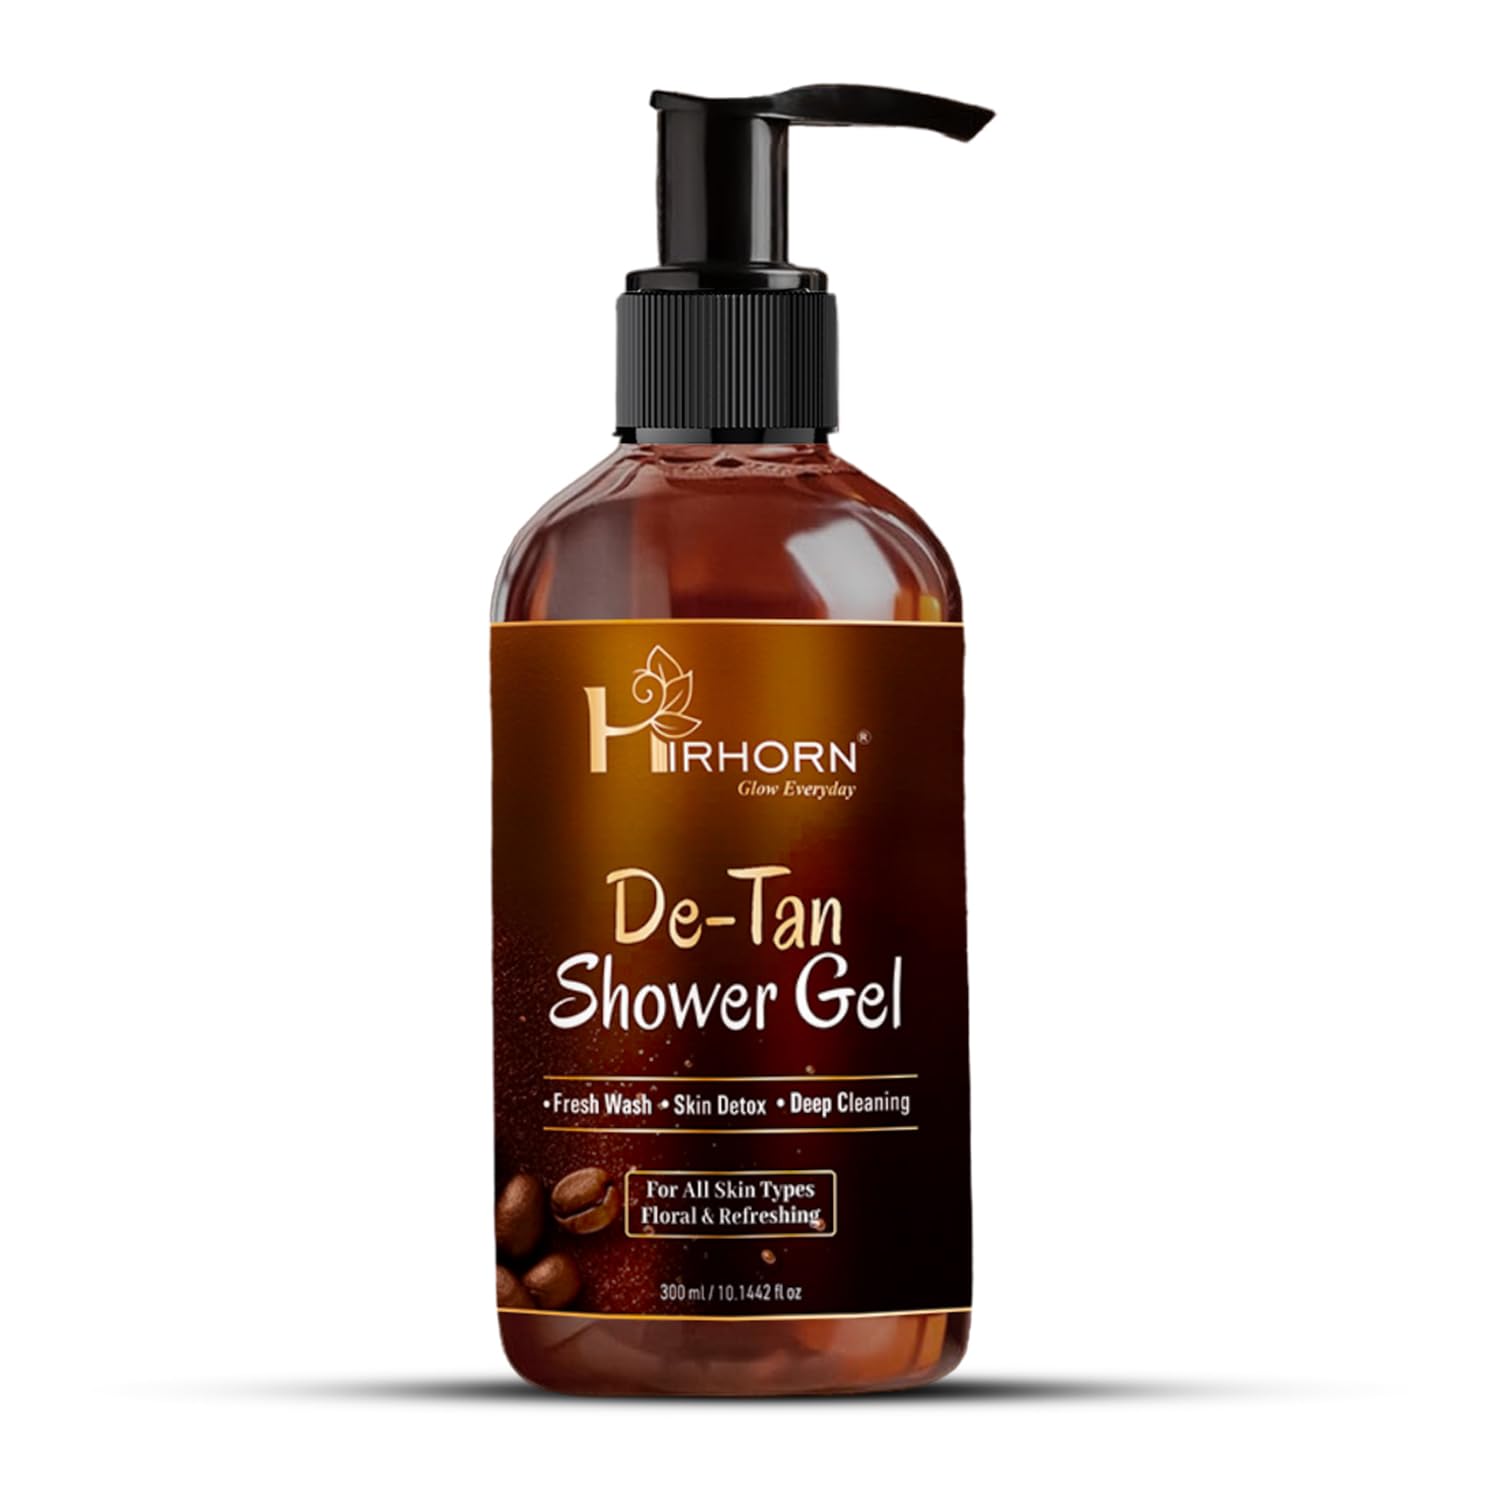 HIRHORN®
Glow Everyday
De-Tan
Shower Gel
• Fresh Wash • Skin Detox • Deep Cleaning
For All Skin Types
Floral & Refreshing
300 ml / 10.1442 fl oz